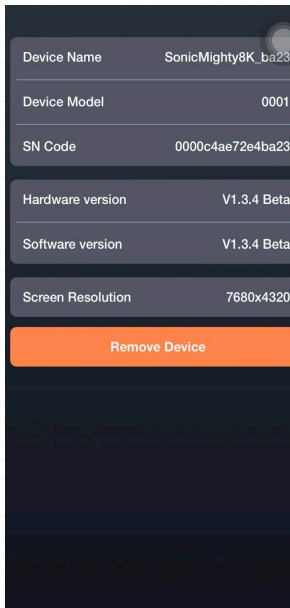 Device Name SonicMighty8K_ba23
Device Model 0001
SN Code 0000c4ae72e4ba23
Hardware version V1.3.4 Beta
Software version V1.3.4 Beta
Screen Resolution 7680x4320
Remove Device